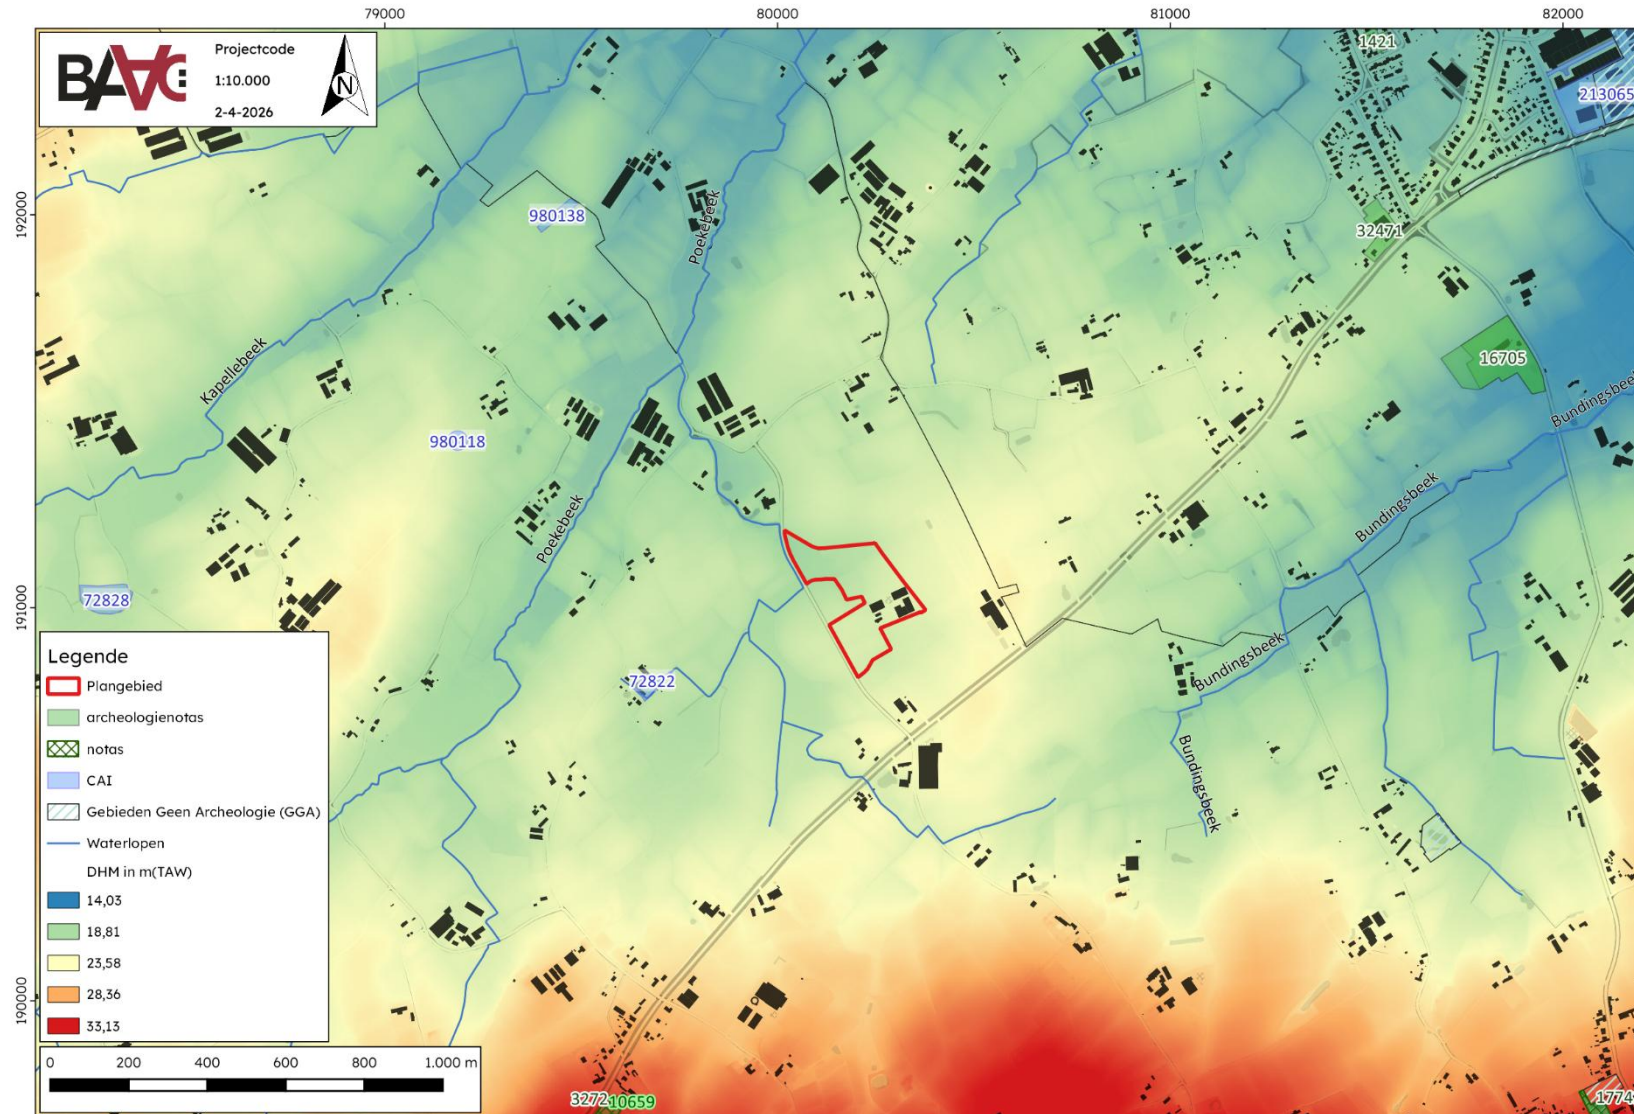 79000
80000
81000
82000
BAAC
Projectcode
1:10.000
2-4-2026
N
1421
213065
192000
980138
Poekebeek
32471
16705
Kapellebeek
Bundingsbeek
980118
Bundingsbeek
Poekebeek
191000
72828
Bundingsbeek
72822
Bundingsbeek
Legende
Plangebied
archeologienotas
notas
CAI
Gebieden Geen Archeologie (GGA)
Waterlopen
DHM in m(TAW)
14,03
18,81
23,58
28,36
33,13
190000
0 200 400 600 800 1.000 m
3272
10659
1774